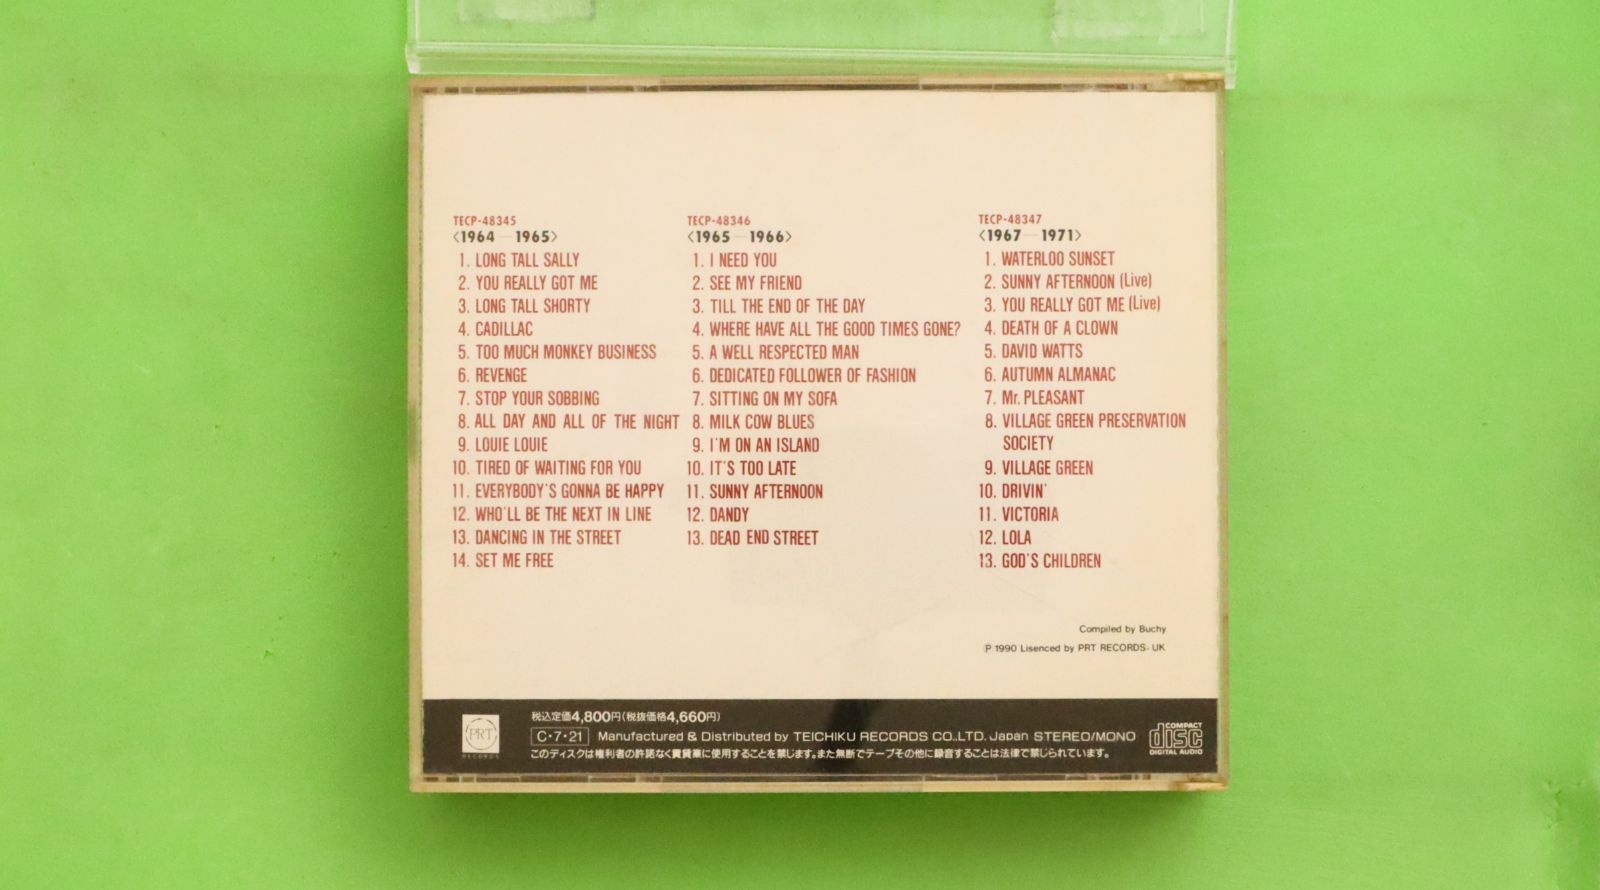 TECP-48345
〈1964—1965〉
1. LONG TALL SALLY
2. YOU REALLY GOT ME
3. LONG TALL SHORTY
4. CADILLAC
5. TOO MUCH MONKEY BUSINESS
6. REVENGE
7. STOP YOUR SOBBING
8. ALL DAY AND ALL OF THE NIGHT
9. LOUIE LOUIE
10. TIRED OF WAITING FOR YOU
11. EVERYBODY'S GONNA BE HAPPY
12. WHO'LL BE THE NEXT IN LINE
13. DANCING IN THE STREET
14. SET ME FREE
TECP-48346
〈1965—1966〉
1. I NEED YOU
2. SEE MY FRIEND
3. TILL THE END OF THE DAY
4. WHERE HAVE ALL THE GOOD TIMES GONE?
5. A WELL RESPECTED MAN
6. DEDICATED FOLLOWER OF FASHION
7. SITTING ON MY SOFA
8. MILK COW BLUES
9. I'M ON AN ISLAND
10. IT'S TOO LATE
11. SUNNY AFTERNOON
12. DANDY
13. DEAD END STREET
TECP-48347
〈1967—1971〉
1. WATERLOO SUNSET
2. SUNNY AFTERNOON (Live)
3. YOU REALLY GOT ME (Live)
4. DEATH OF A CLOWN
5. DAVID WATTS
6. AUTUMN ALMANAC
7. Mr. PLEASANT
8. VILLAGE GREEN PRESERVATION
SOCIETY
9. VILLAGE GREEN
10. DRIVIN'
11. VICTORIA
12. LOLA
13. GOD'S CHILDREN
Compiled by Buchy
Ⓟ 1990 Lisenced by PRT RECORDS- UK
PRT
RECORDS
税込定価4,800円(税抜価格4,660円)
C・7・21 Manufactured & Distributed by TEICHIKU RECORDS CO.,LTD. Japan STEREO/MONO
このディスクは権利者の許諾なく賃貸業に使用することを禁じます。また無断でテープその他に録音することは法律で禁じられています。
COMPACT
disc
DIGITAL AUDIO